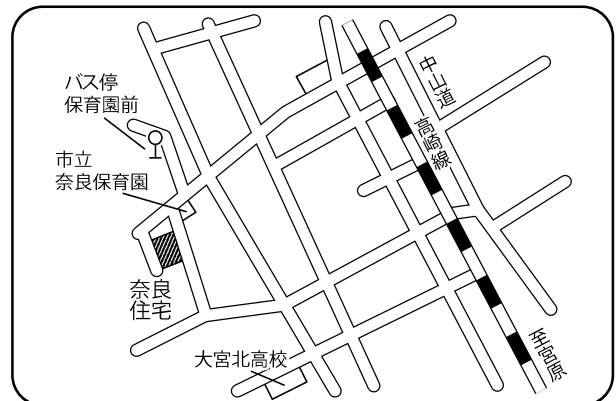 バス停
保育園前
市立
奈良保育園
奈良
住宅
大宮北高校
中山道
高崎線
至宮原